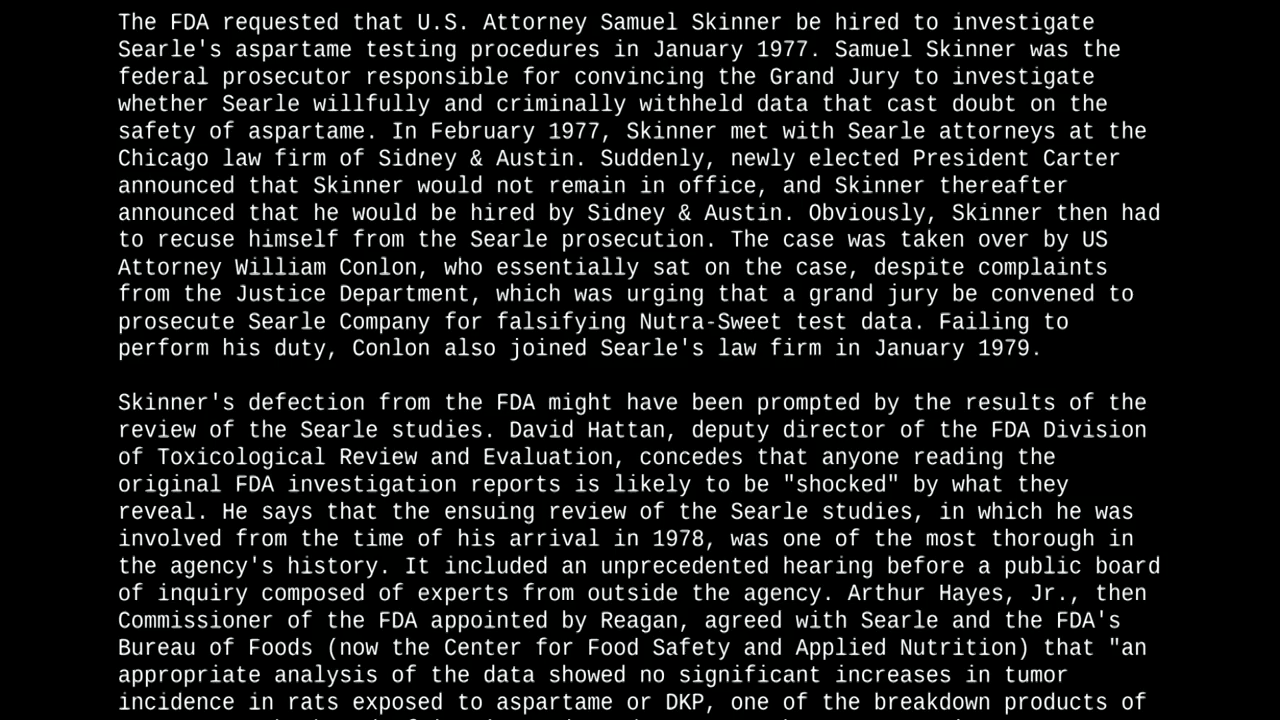 The FDA requested that U.S. Attorney Samuel Skinner be hired to investigate
Searle's aspartame testing procedures in January 1977. Samuel Skinner was the
federal prosecutor responsible for convincing the Grand Jury to investigate
whether Searle willfully and criminally withheld data that cast doubt on the
safety of aspartame. In February 1977, Skinner met with Searle attorneys at the
Chicago law firm of Sidney & Austin. Suddenly, newly elected President Carter
announced that Skinner would not remain in office, and Skinner thereafter
announced that he would be hired by Sidney & Austin. Obviously, Skinner then had
to recuse himself from the Searle prosecution. The case was taken over by US
Attorney William Conlon, who essentially sat on the case, despite complaints
from the Justice Department, which was urging that a grand jury be convened to
prosecute Searle Company for falsifying Nutra-Sweet test data. Failing to
perform his duty, Conlon also joined Searle's law firm in January 1979.
Skinner's defection from the FDA might have been prompted by the results of the
review of the Searle studies. David Hattan, deputy director of the FDA Division
of Toxicological Review and Evaluation, concedes that anyone reading the
original FDA investigation reports is likely to be "shocked" by what they
reveal. He says that the ensuing review of the Searle studies, in which he was
involved from the time of his arrival in 1978, was one of the most thorough in
the agency's history. It included an unprecedented hearing before a public board
of inquiry composed of experts from outside the agency. Arthur Hayes, Jr., then
Commissioner of the FDA appointed by Reagan, agreed with Searle and the FDA's
Bureau of Foods (now the Center for Food Safety and Applied Nutrition) that "an
appropriate analysis of the data showed no significant increases in tumor
incidence in rats exposed to aspartame or DKP, one of the breakdown products of